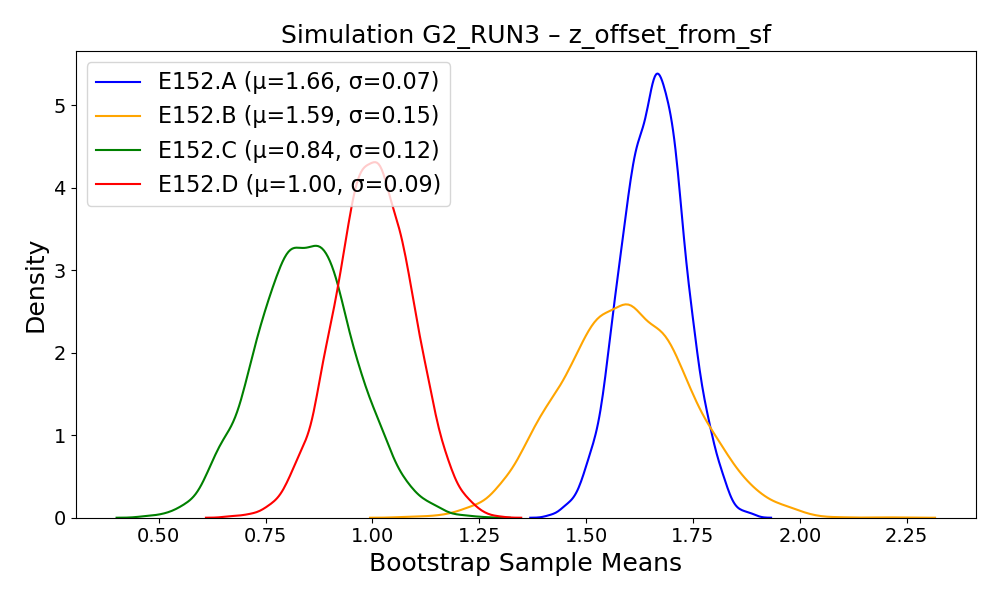 Simulation G2_RUN3 – z_offset_from_sf
E152.A (μ=1.66, σ=0.07)
E152.B (μ=1.59, σ=0.15)
E152.C (μ=0.84, σ=0.12)
E152.D (μ=1.00, σ=0.09)
Density
5
4
3
2
1
0
0.50 0.75 1.00 1.25 1.50 1.75 2.00 2.25
Bootstrap Sample Means